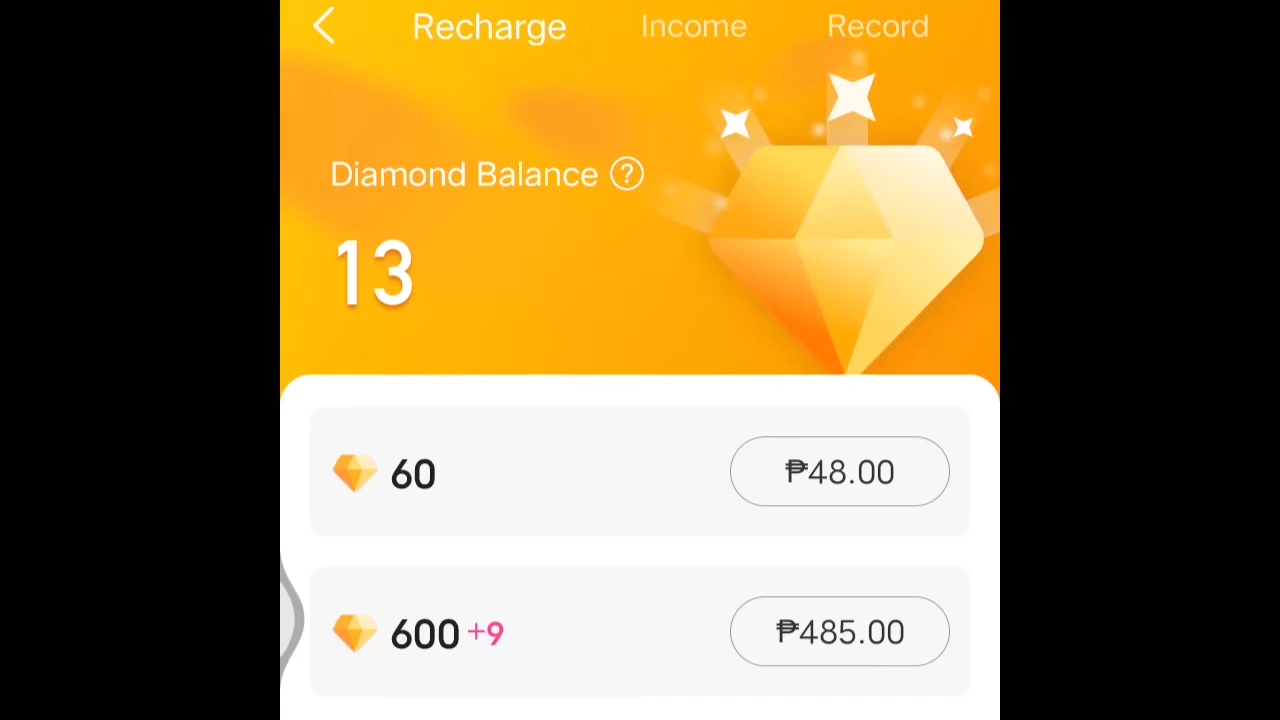 Recharge Income Record
Diamond Balance ?
13
60 ₱48.00
600 +9 ₱485.00